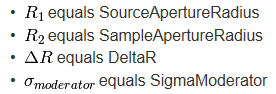 • R₁ equals SourceApertureRadius
• R₂ equals SampleApertureRadius
• ΔR equals DeltaR
• σ_moderator equals SigmaModerator